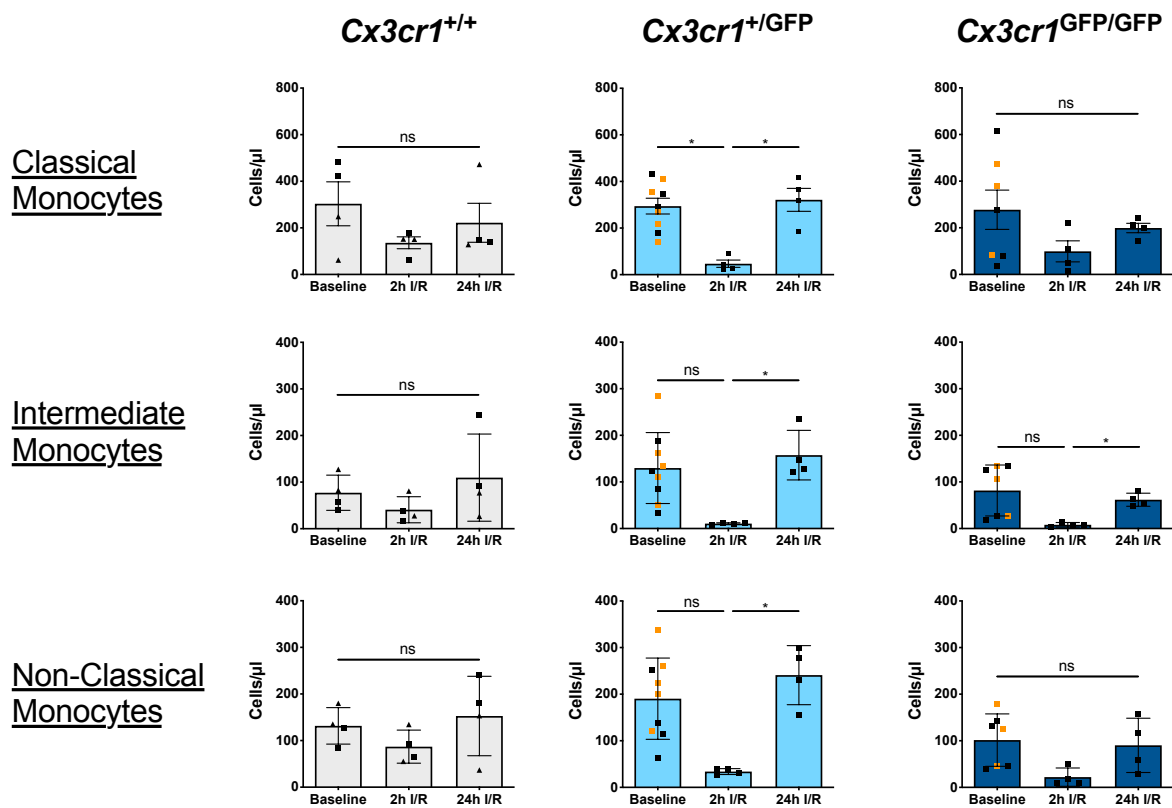 Cx3cr1+/+ Cx3cr1+/GFP Cx3cr1GFP/GFP
Classical
Monocytes
Cells/µl
800
600
400
200
0
ns
Baseline 2h I/R 24h I/R
Cells/µl
800
600
400
200
0
* *
Baseline 2h I/R 24h I/R
Cells/µl
800
600
400
200
0
ns
Baseline 2h I/R 24h I/R
Intermediate
Monocytes
Cells/µl
400
300
200
100
0
ns
Baseline 2h I/R 24h I/R
Cells/µl
400
300
200
100
0
ns *
Baseline 2h I/R 24h I/R
Cells/µl
400
300
200
100
0
ns *
Baseline 2h I/R 24h I/R
Non-Classical
Monocytes
Cells/µl
400
300
200
100
0
ns
Baseline 2h I/R 24h I/R
Cells/µl
400
300
200
100
0
ns *
Baseline 2h I/R 24h I/R
Cells/µl
400
300
200
100
0
ns
Baseline 2h I/R 24h I/R